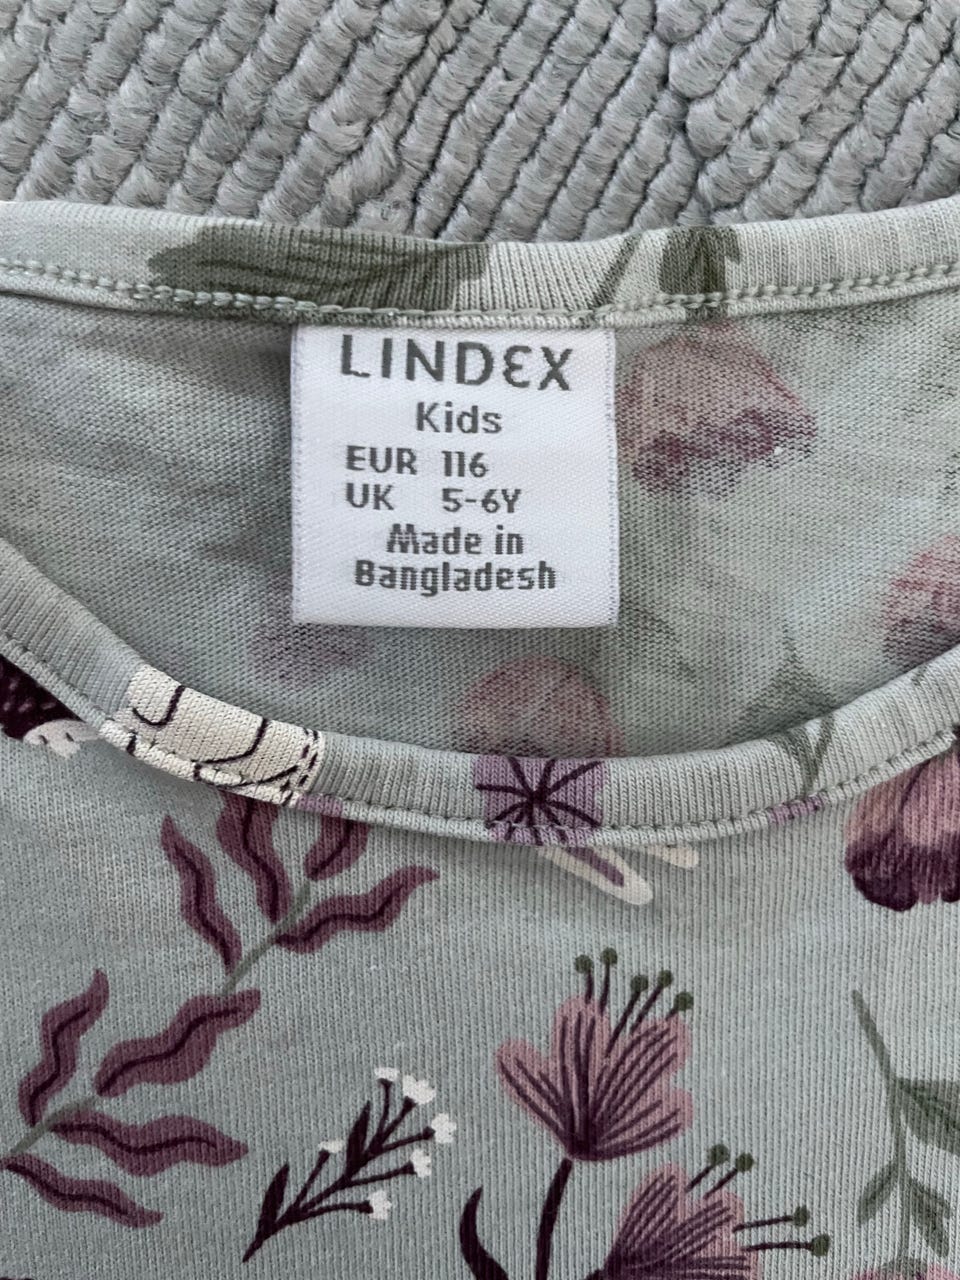 LINDEX
Kids
EUR 116
UK 5-6Y
Made in
Bangladesh